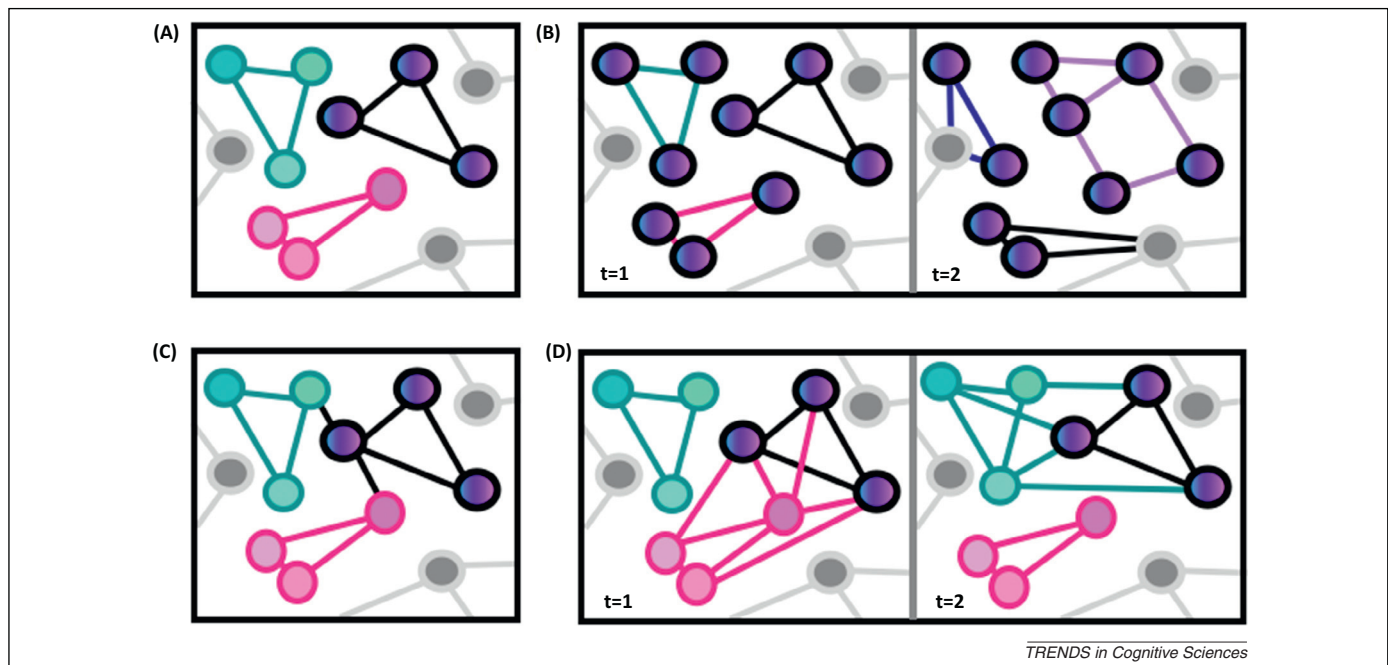 (A)
(B)
t=1
t=2
(C)
(D)
t=1
t=2
TRENDS in Cognitive Sciences